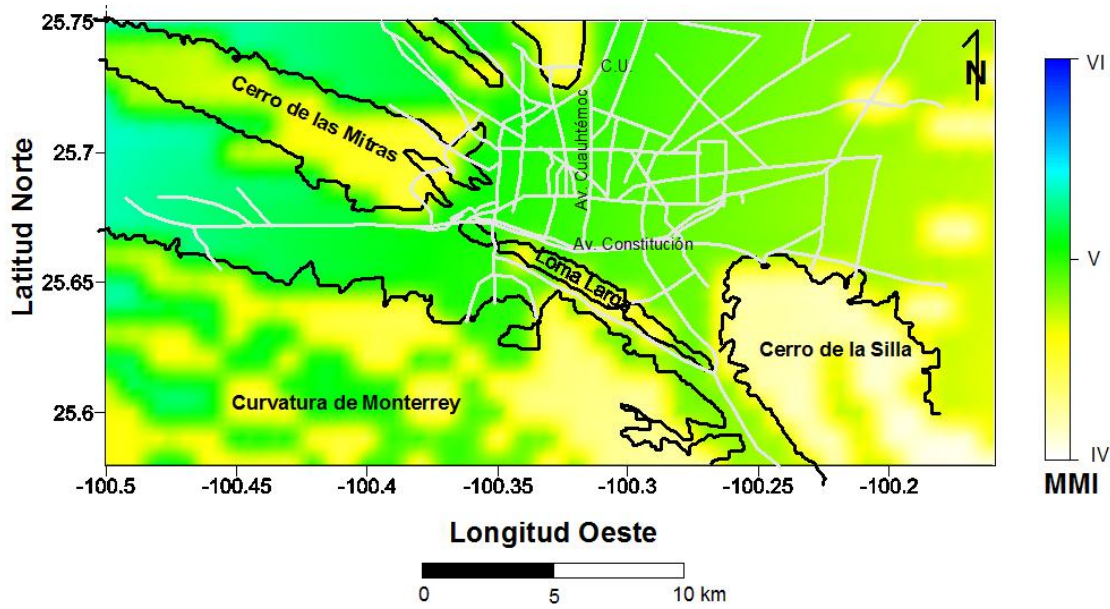 25.75
25.7
25.65
25.6
Latitud Norte
C.U.
N
Cerro de las Mitras
Av. Cuauhtémoc
Av. Constitución
Loma Larga
Cerro de la Silla
Curvatura de Monterrey
VI
V
IV
MMI
-100.5
-100.45
-100.4
-100.35
-100.3
-100.25
-100.2
Longitud Oeste
0
5
10 km